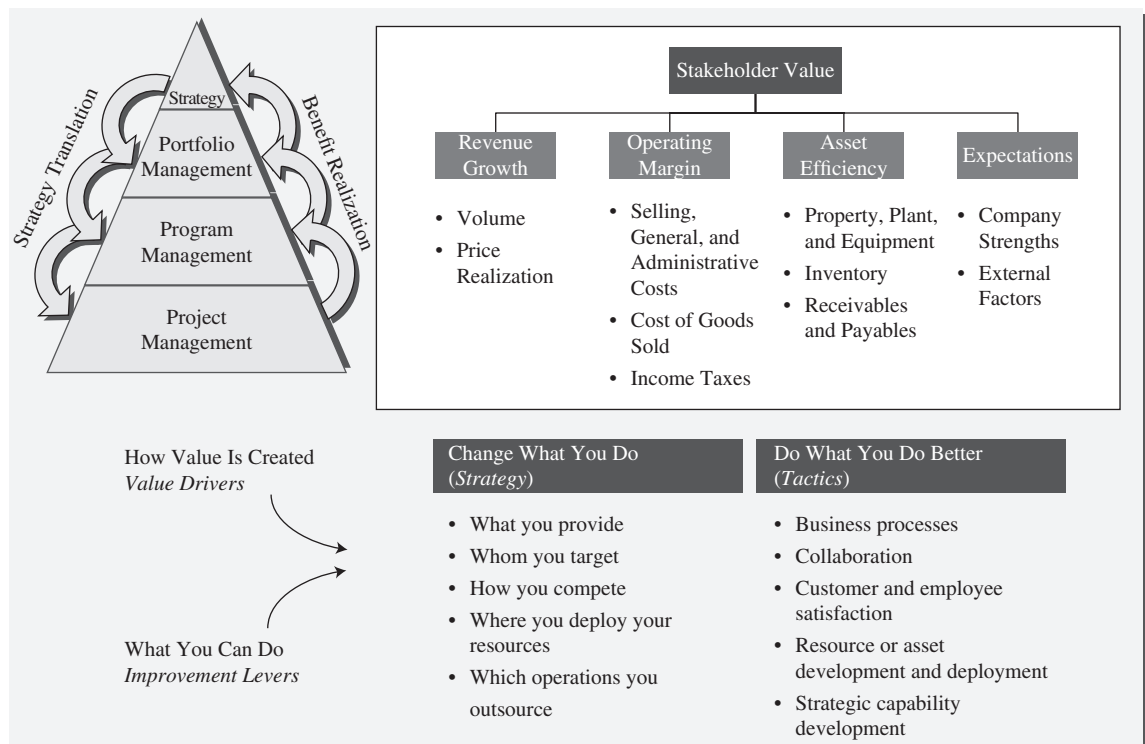 Strategy Translation
Benefit Realization
Strategy
Portfolio
Management
Program
Management
Project
Management
Stakeholder Value
Revenue
Growth
• Volume
• Price
Realization
Operating
Margin
• Selling,
General, and
Administrative
Costs
• Cost of Goods
Sold
• Income Taxes
Asset
Efficiency
• Property, Plant,
and Equipment
• Inventory
• Receivables
and Payables
Expectations
• Company
Strengths
• External
Factors
How Value Is Created
Value Drivers
What You Can Do
Improvement Levers
Change What You Do
(Strategy)
• What you provide
• Whom you target
• How you compete
• Where you deploy your
resources
• Which operations you
outsource
Do What You Do Better
(Tactics)
• Business processes
• Collaboration
• Customer and employee
satisfaction
• Resource or asset
development and deployment
• Strategic capability
development